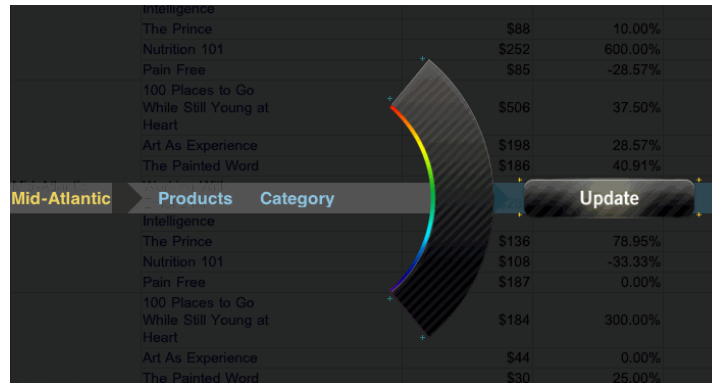 Intelligence
The Prince $88 10.00%
Nutrition 101 $252 600.00%
Pain Free $85 -28.57%
100 Places to Go
While Still Young at $506 37.50%
Heart
Art As Experience $198 28.57%
The Painted Word $186 40.91%
Mid-Atlantic Products Category Update
Intelligence
The Prince $136 78.95%
Nutrition 101 $108 -33.33%
Pain Free $187 0.00%
100 Places to Go
While Still Young at $184 300.00%
Heart
Art As Experience $44 0.00%
The Painted Word $30 25.00%